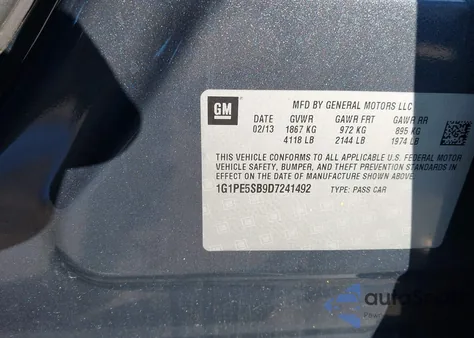 GM
MFD BY GENERAL MOTORS LLC
DATE GVWR GAWR FRT GAWR RR
02/13 1867 KG 972 KG 895 KG
4118 LB 2144 LB 1974 LB
THIS VEHICLE CONFORMS TO ALL APPLICABLE U.S. FEDERAL MOTOR
VEHICLE SAFETY, BUMPER, AND THEFT PREVENTION STANDARDS IN
EFFECT ON THE DATE OF MANUFACTURE SHOWN ABOVE.
1G1PE5SB9D7241492 TYPE: PASS CAR